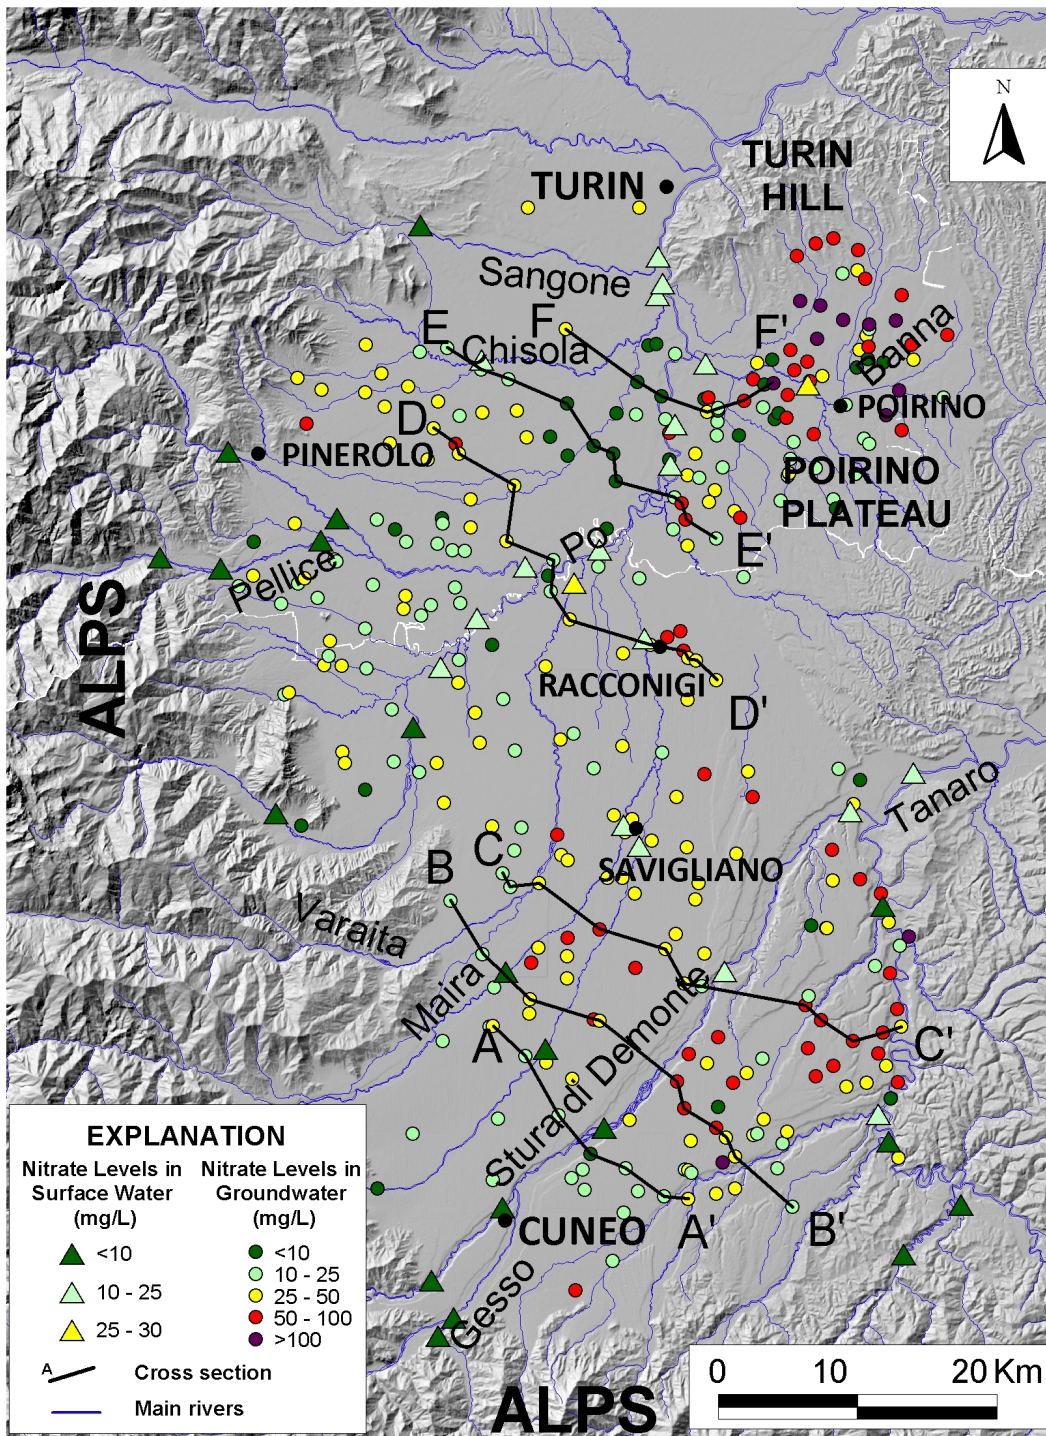 N
TURIN
HILL
TURIN
Sangone
E
F
Chisola
F'
Banna
D
POIRINO
PINEROLO
POIRINO
PLATEAU
Po
E'
Pellice
ALPS
RACCONIGI
D'
Tanaro
C
B
SAVIGLIANO
Varaita
Maira
A
Stura di Demonte
C'
CUNEO
A'
B'
Gesso
ALPS
EXPLANATION
Nitrate Levels in
Surface Water
(mg/L)
<10
10 - 25
25 - 30
Nitrate Levels in
Groundwater
(mg/L)
<10
10 - 25
25 - 50
50 - 100
>100
A
Cross section
Main rivers
0 10 20 Km